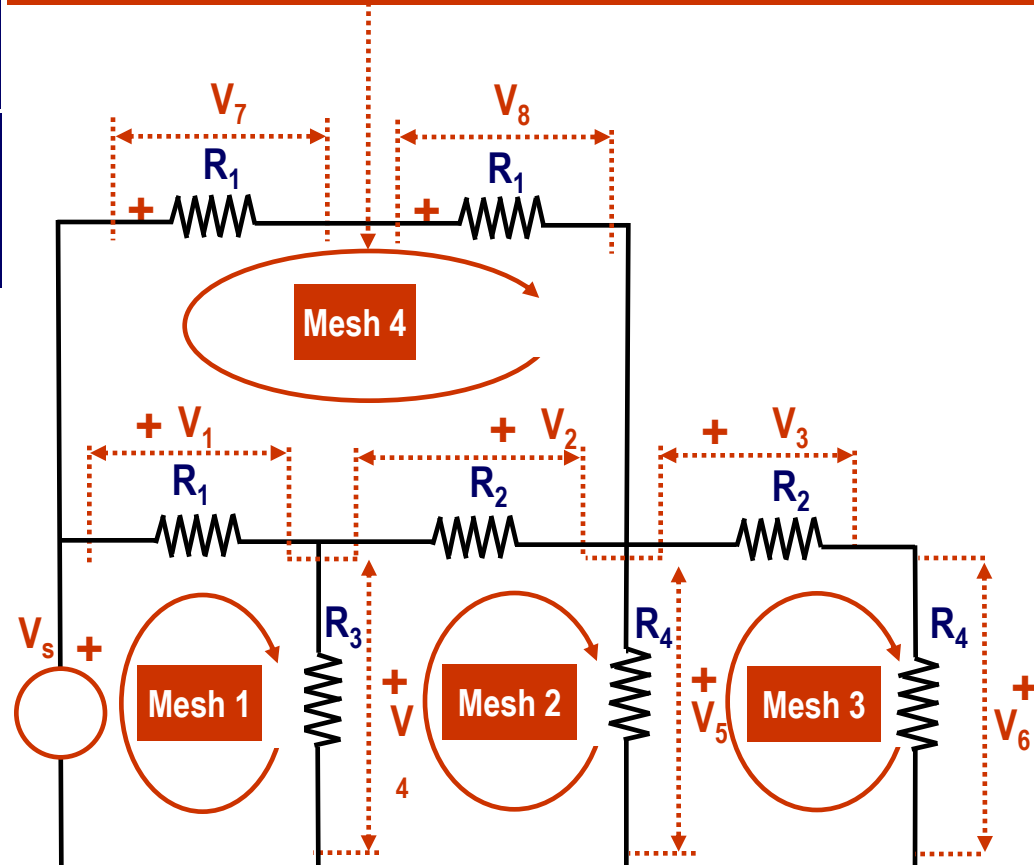 V7
V8
R1
R1
+
+
Mesh 4
+ V1
+ V2
+ V3
R1
R2
R2
Vs +
R3
R4
R4
Mesh 1
+
V
4
Mesh 2
+
V5
Mesh 3
+
V6